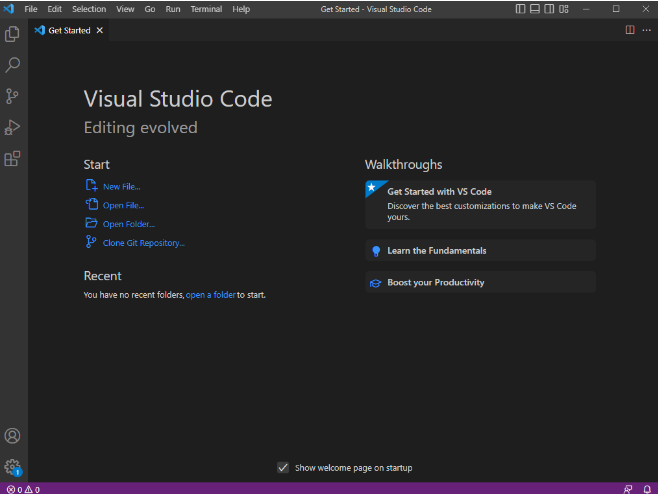 File Edit Selection View Go Run Terminal Help Get Started - Visual Studio Code
Get Started
Visual Studio Code
Editing evolved
Start
New File...
Open File...
Open Folder...
Clone Git Repository...
Recent
You have no recent folders, open a folder to start.
Walkthroughs
Get Started with VS Code
Discover the best customizations to make VS Code
yours.
Learn the Fundamentals
Boost your Productivity
Show welcome page on startup
1
0 0